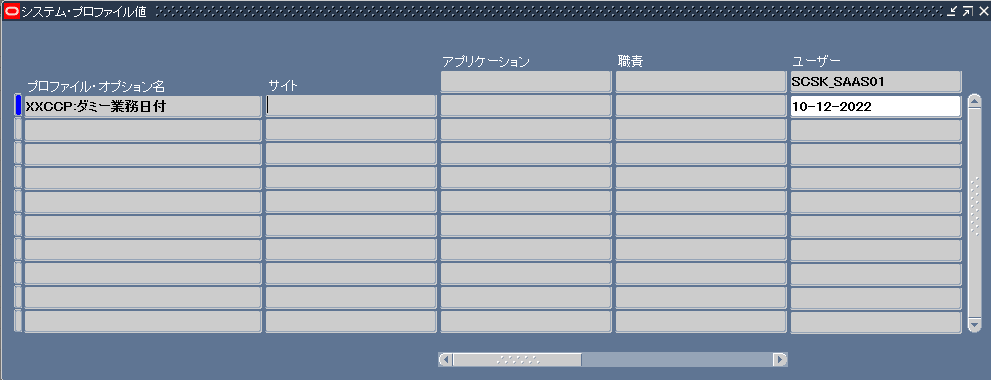 システム・プロファイル値
アプリケーション 職責 ユーザー
プロファイル・オプション名 サイト SCSK_SAAS01
XXCCP:ダミー業務日付 10-12-2022